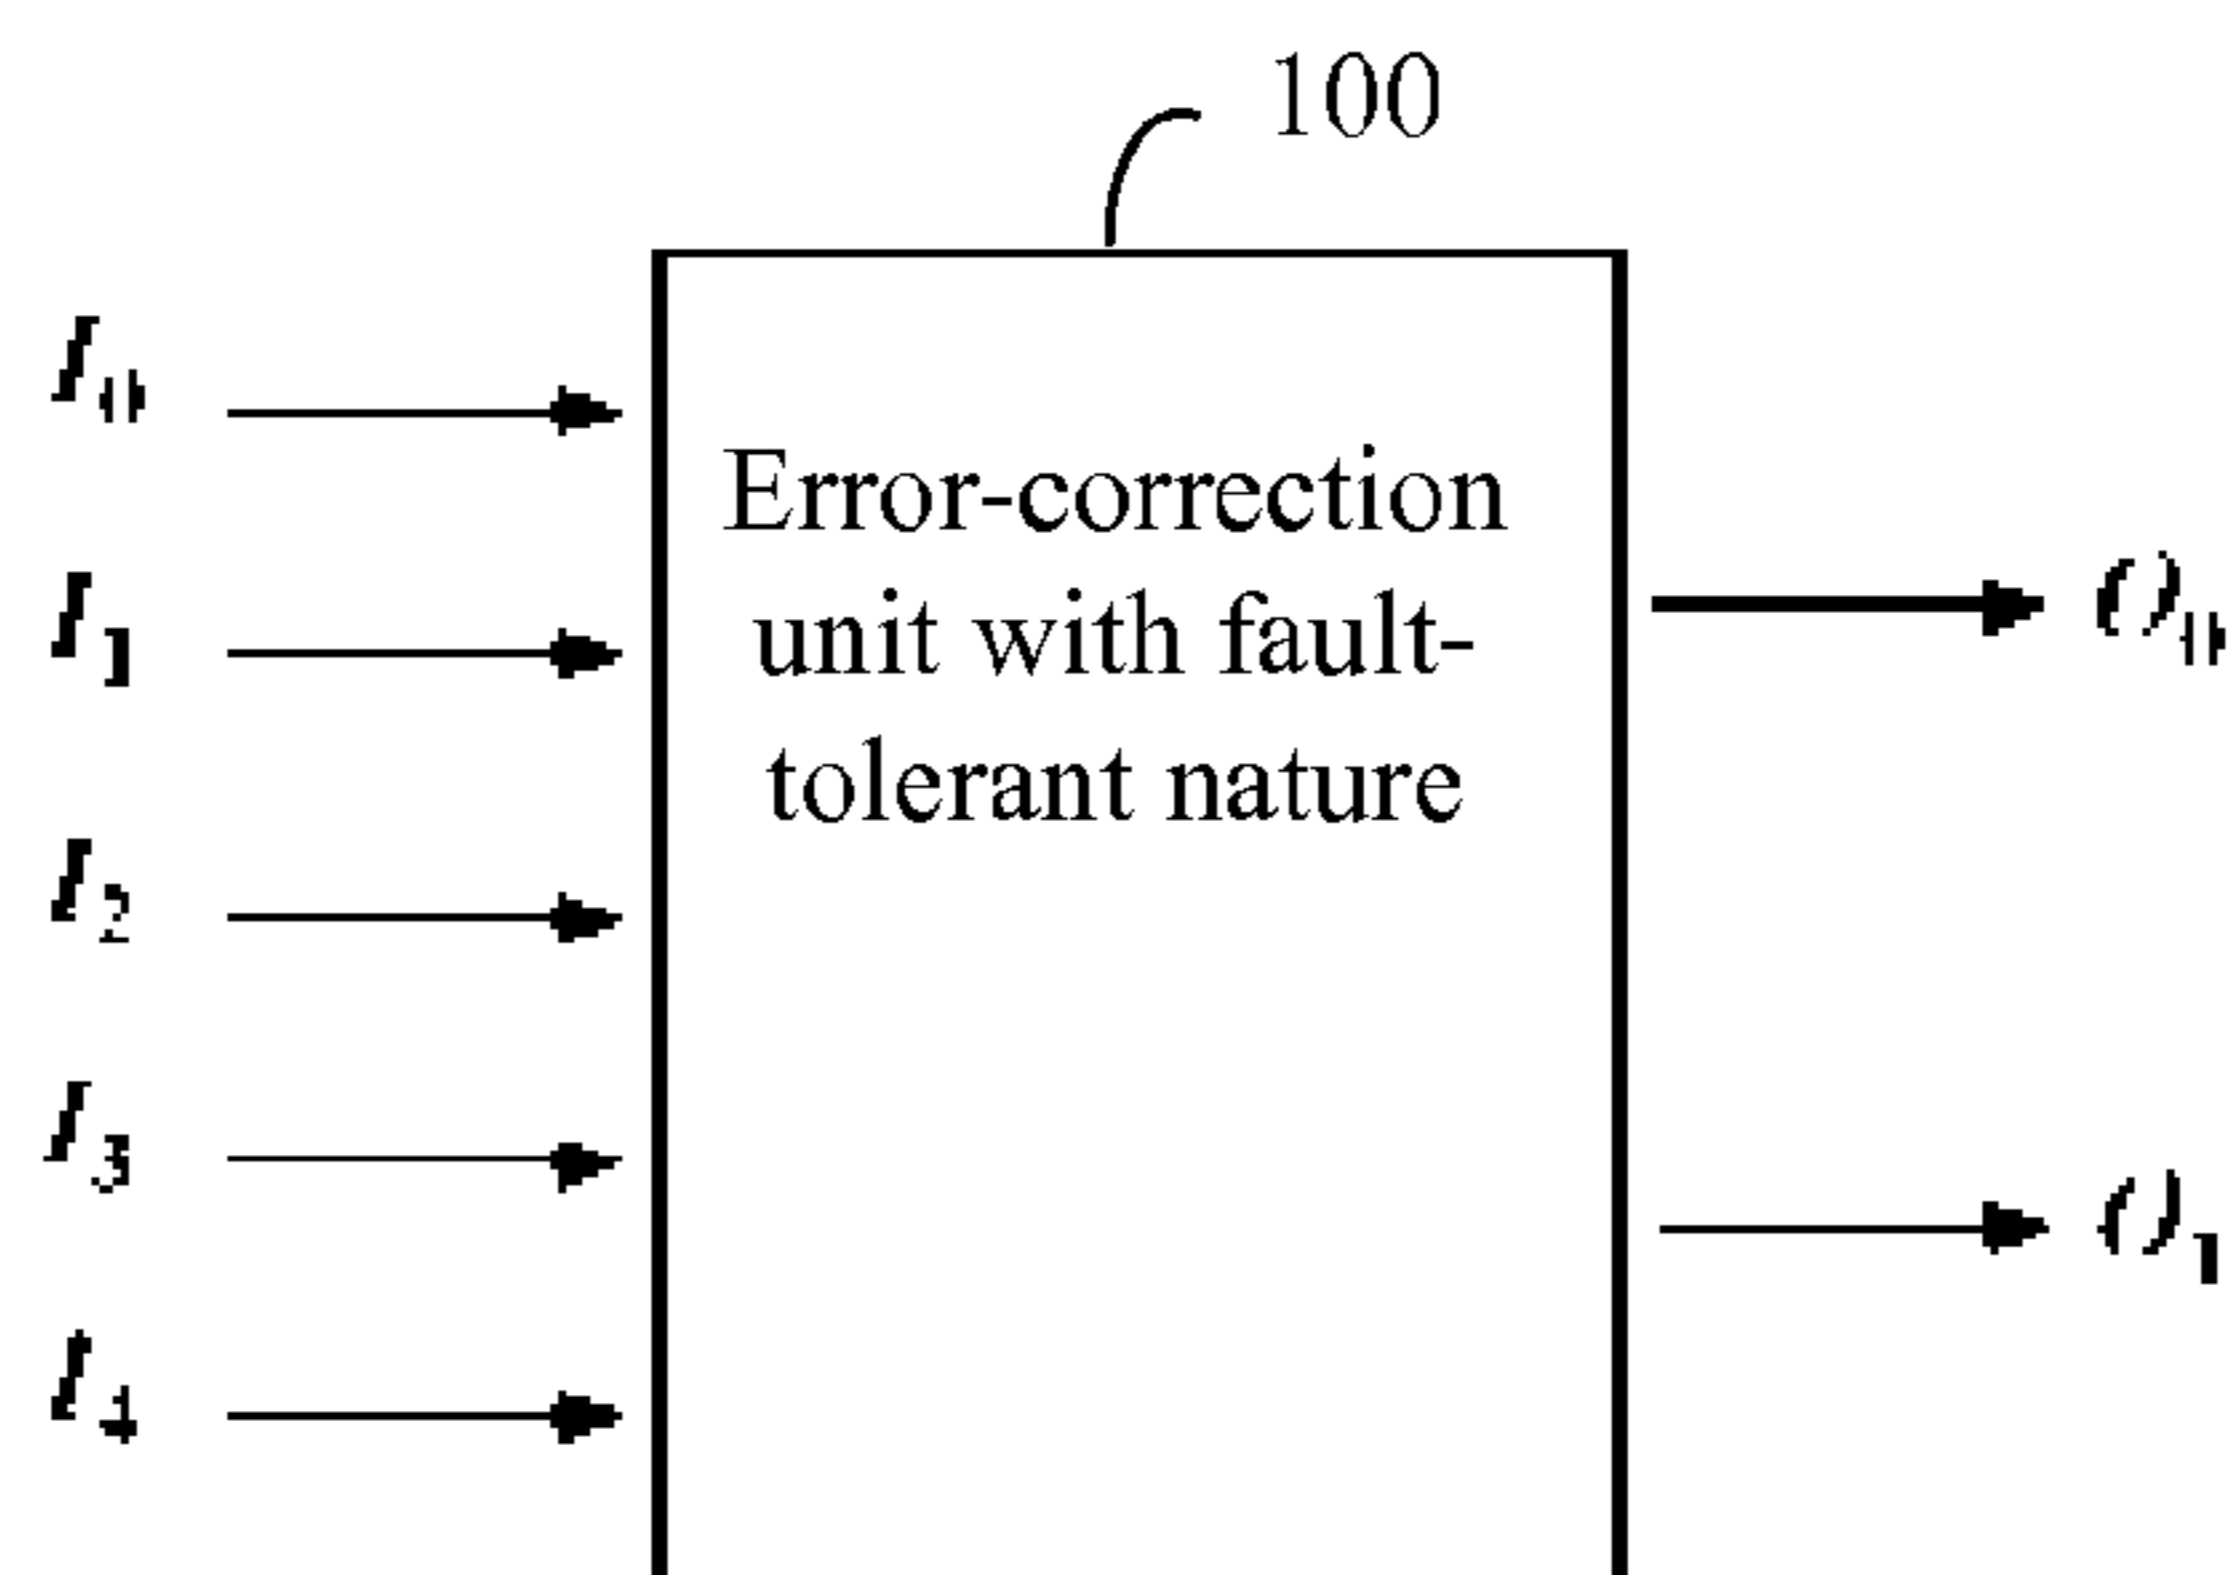 100
I₀
I₁
I₂
I₃
I₄
Error-correction
unit with fault-
tolerant nature
O₀
O₁